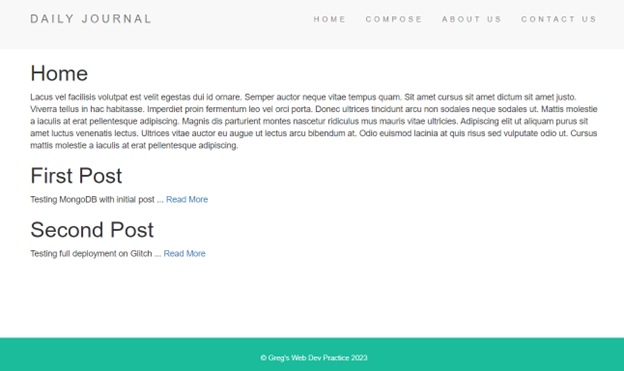 DAILY JOURNAL
HOME COMPOSE ABOUT US CONTACT US
Home
Lacus vel facilisis volutpat est velit egestas dui id ornare. Semper auctor neque vitae tempus quam. Sit amet cursus sit amet dictum sit amet justo.
Viverra tellus in hac habitasse. Imperdiet proin fermentum leo vel orci porta. Donec ultrices tincidunt arcu non sodales neque sodales ut. Mattis molestie
a iaculis at erat pellentesque adipiscing. Magnis dis parturient montes nascetur ridiculus mus mauris vitae ultricies. Adipiscing elit ut aliquam purus sit
amet luctus venenatis lectus. Ultrices vitae auctor eu augue ut lectus arcu bibendum at. Odio euismod lacinia at quis risus sed vulputate odio ut. Cursus
mattis molestie a iaculis at erat pellentesque adipiscing.
First Post
Testing MongoDB with initial post ... Read More
Second Post
Testing full deployment on Glitch ... Read More
© Greg's Web Dev Practice 2023